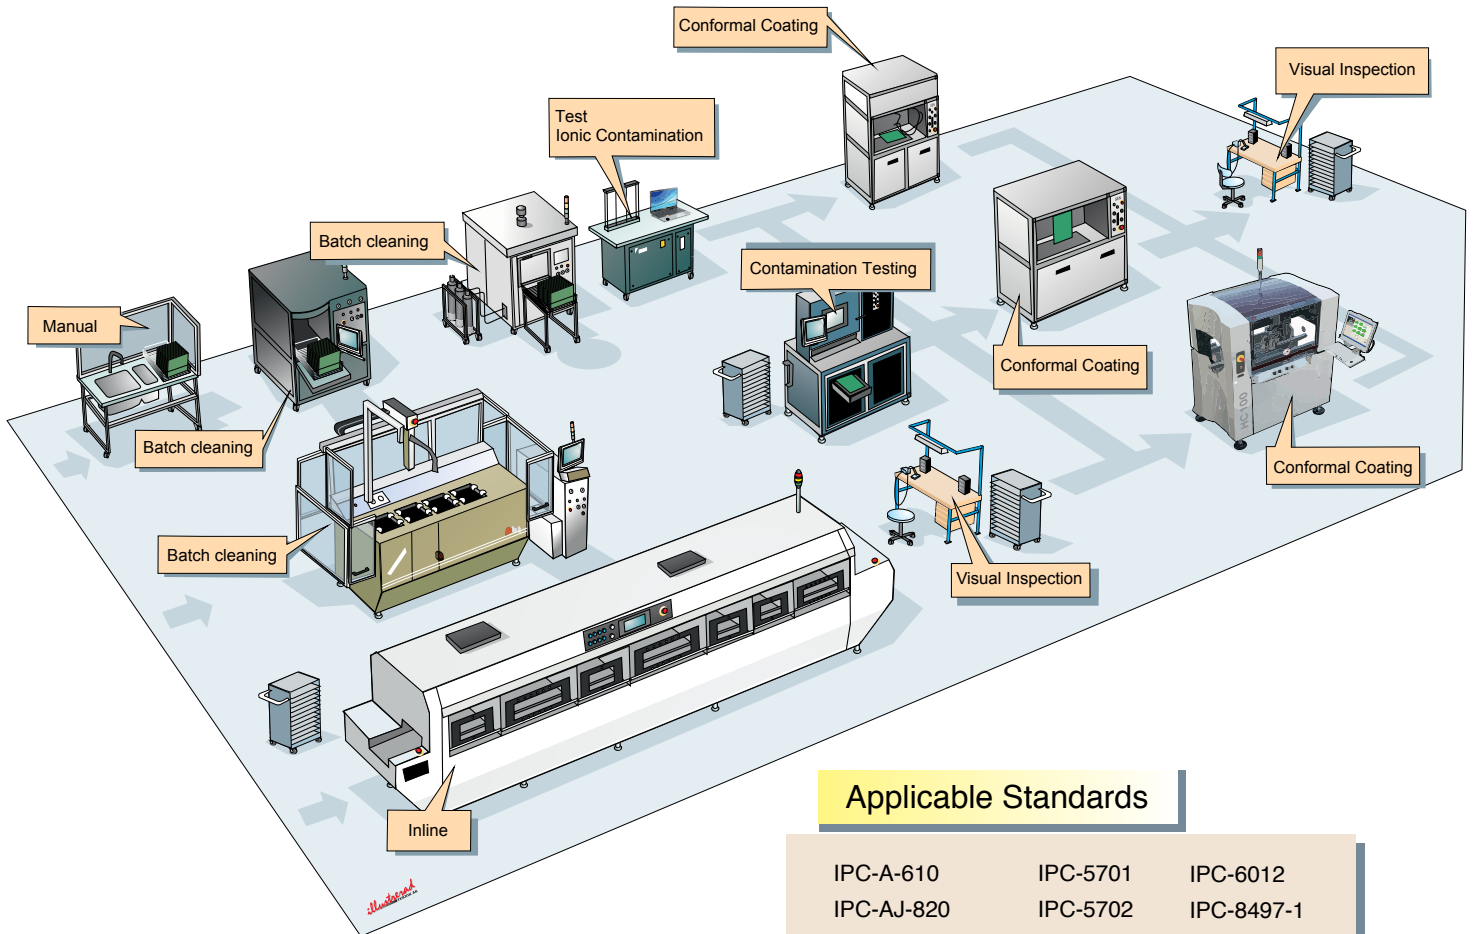 Conformal Coating
Visual Inspection
Test
Ionic Contamination
Batch cleaning
Contamination Testing
Manual
Conformal Coating
Batch cleaning
HC100
Conformal Coating
Batch cleaning
Visual Inspection
Inline
Applicable Standards
IPC-A-610 IPC-5701 IPC-6012
IPC-AJ-820 IPC-5702 IPC-8497-1